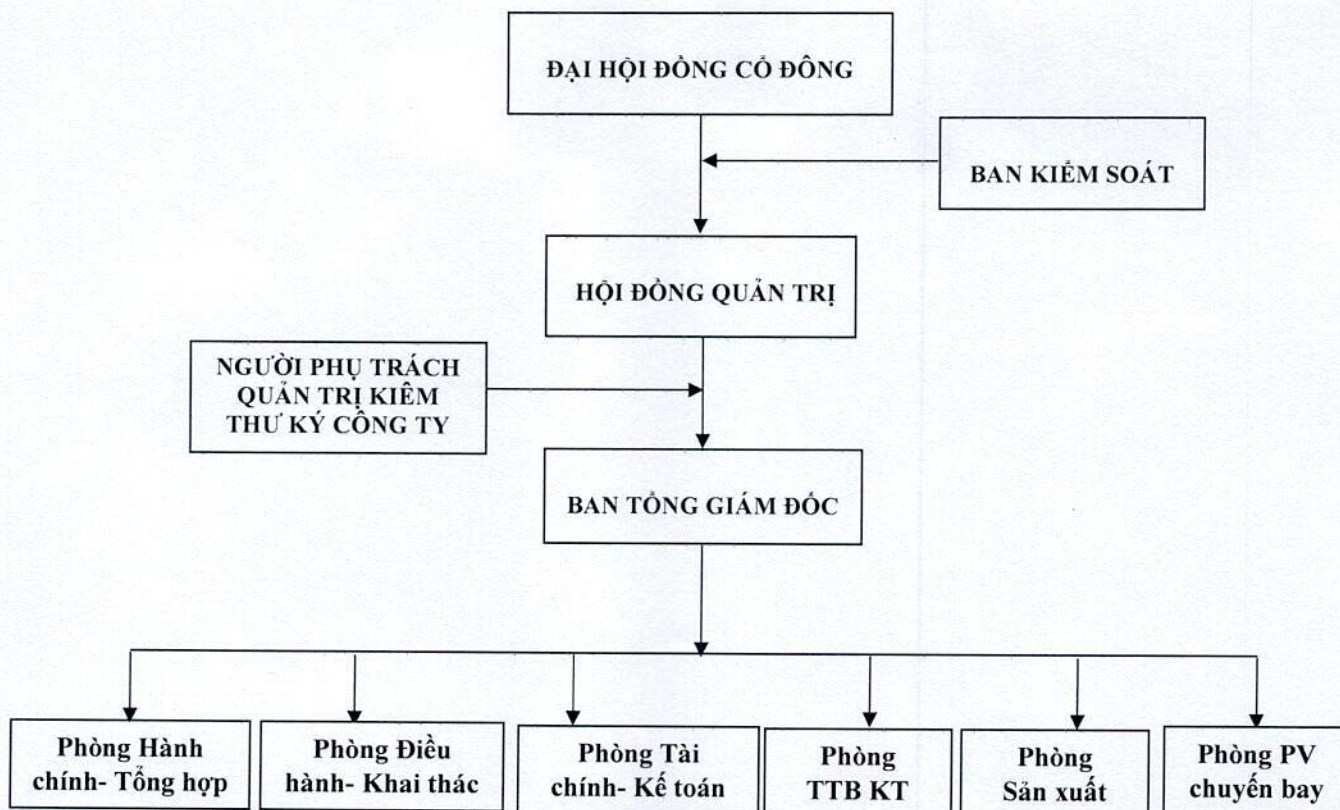 ĐẠI HỘI ĐỒNG CỔ ĐÔNG
BAN KIỂM SOÁT
HỘI ĐỒNG QUẢN TRỊ
NGƯỜI PHỤ TRÁCH
QUẢN TRỊ KIÊM
THƯ KÝ CÔNG TY
BAN TỔNG GIÁM ĐỐC
Phòng Hành
chính- Tổng hợp
Phòng Điều
hành- Khai thác
Phòng Tài
chính- Kế toán
Phòng
TTB KT
Phòng
Sản xuất
Phòng PV
chuyến bay